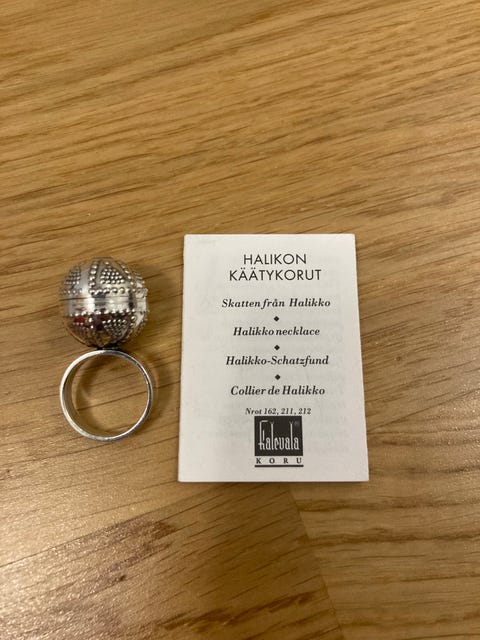 HALIKON
KÄÄTYKORUT
Skatten från Halikko
Halikko necklace
Halikko-Schatzfund
Collier de Halikko
Nrot 162, 211, 212
Kalevala
KORU